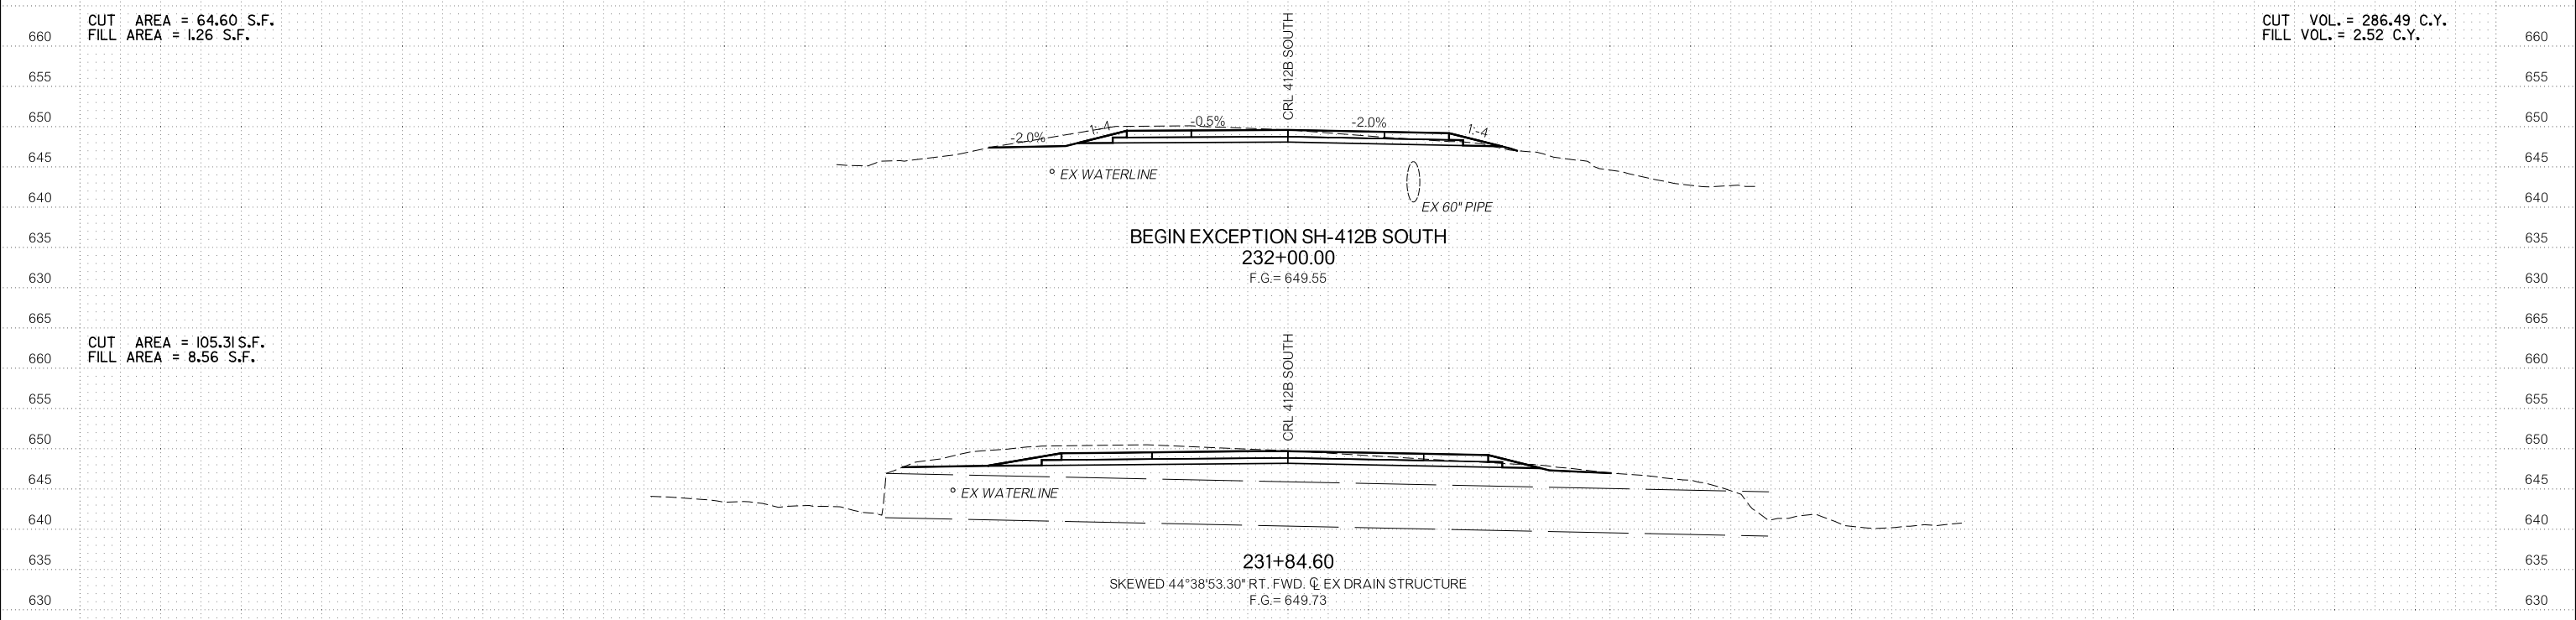 CUT AREA = 64.60 S.F.
FILL AREA = 1.26 S.F.
CUT VOL. = 286.49 C.Y.
FILL VOL. = 2.52 C.Y.
CRL 412B SOUTH
660 660
655 655
650 650
645 645
640 640
635 635
630 630
-2.0% 1:-4 -0.5% -2.0% 1:-4
EX WATERLINE
EX 60" PIPE
BEGIN EXCEPTION SH-412B SOUTH
232+00.00
F.G.= 649.55
665 665
CUT AREA = 105.31 S.F.
FILL AREA = 8.56 S.F.
CRL 412B SOUTH
660 660
655 655
650 650
645 645
640 640
635 635
630 630
EX WATERLINE
231+84.60
SKEWED 44°38'53.30" RT. FWD. ℄ EX DRAIN STRUCTURE
F.G.= 649.73